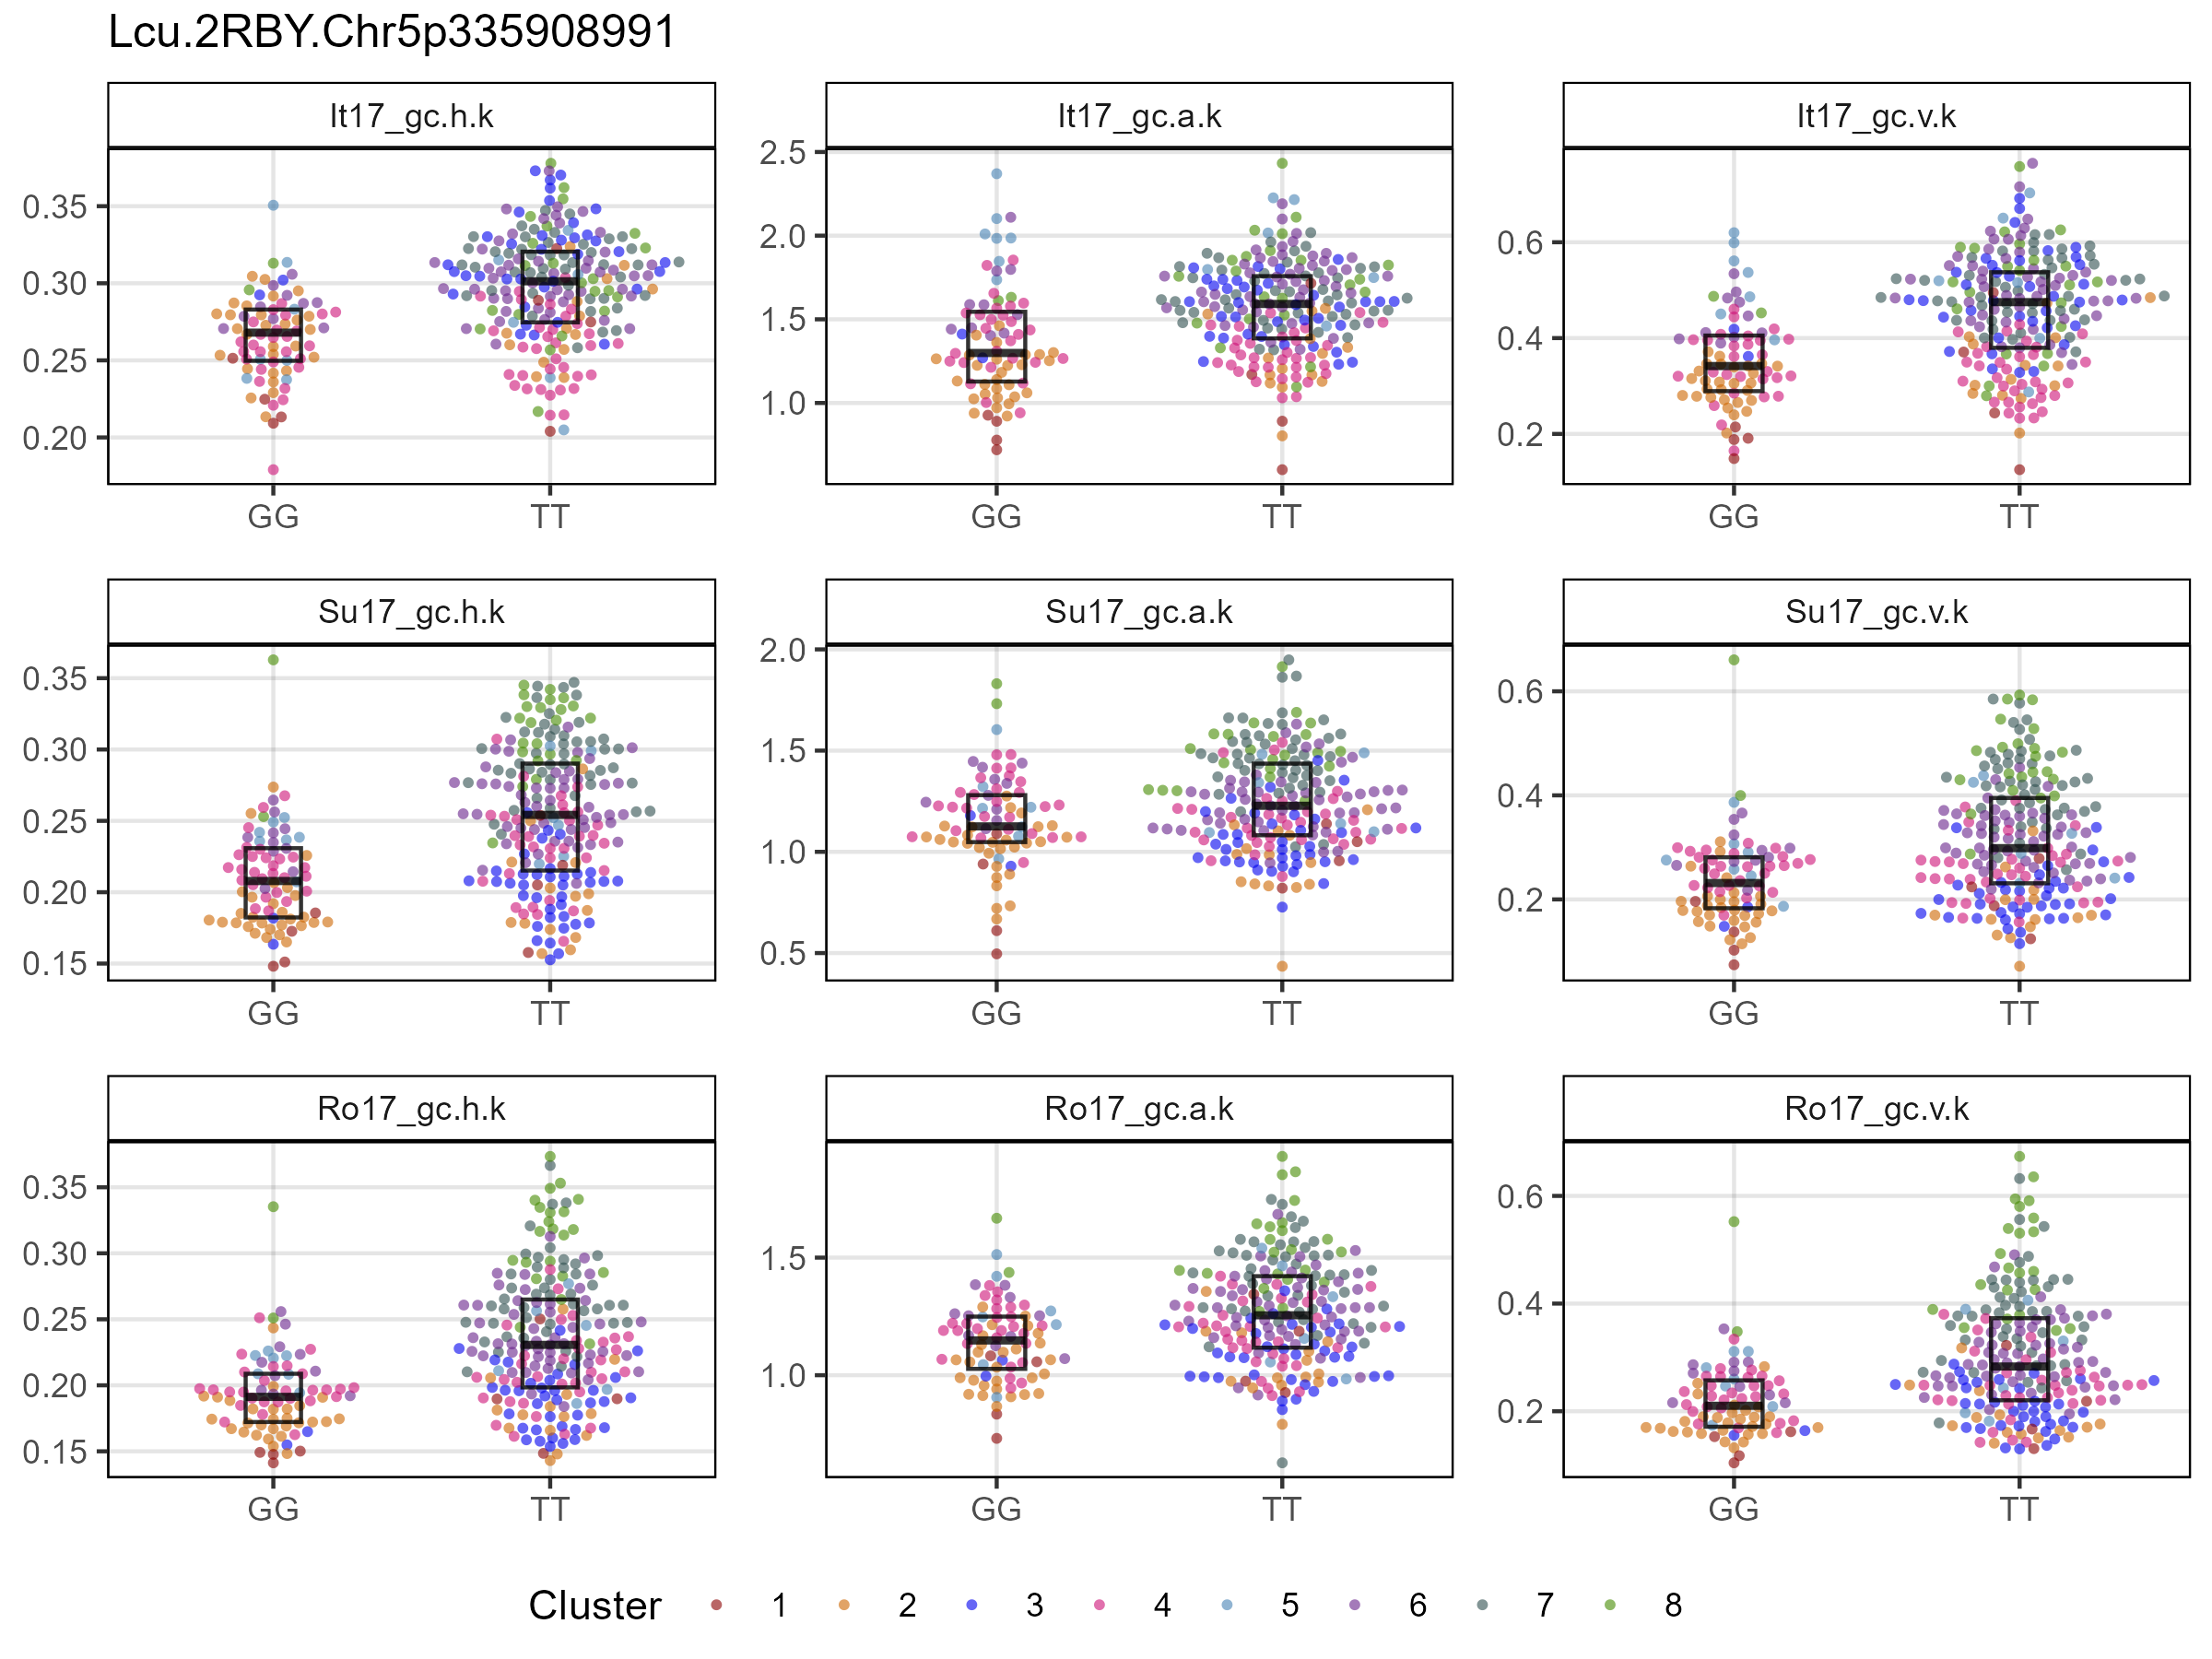 Lcu.2RBY.Chr5p335908991
It17_gc.h.k
It17_gc.a.k
It17_gc.v.k
0.35
0.30
0.25
0.20
GG
TT
2.5
2.0
1.5
1.0
GG
TT
0.6
0.4
0.2
GG
TT
Su17_gc.h.k
Su17_gc.a.k
Su17_gc.v.k
0.35
0.30
0.25
0.20
0.15
GG
TT
2.0
1.5
1.0
0.5
GG
TT
0.6
0.4
0.2
GG
TT
Ro17_gc.h.k
Ro17_gc.a.k
Ro17_gc.v.k
0.35
0.30
0.25
0.20
0.15
GG
TT
1.5
1.0
GG
TT
0.6
0.4
0.2
GG
TT
Cluster 1 2 3 4 5 6 7 8